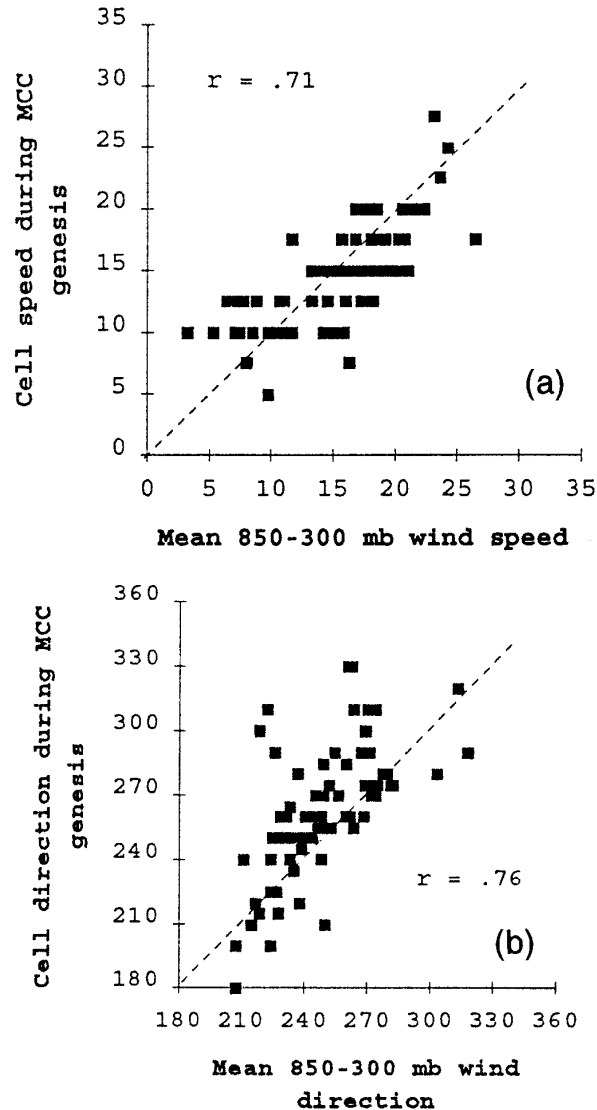 35
30
25
20
15
10
5
0
Cell speed during MCC
genesis
r = .71
(a)
0 5 10 15 20 25 30 35
Mean 850-300 mb wind speed
360
330
300
270
240
210
180
Cell direction during MCC
genesis
r = .76
(b)
180 210 240 270 300 330 360
Mean 850-300 mb wind
direction